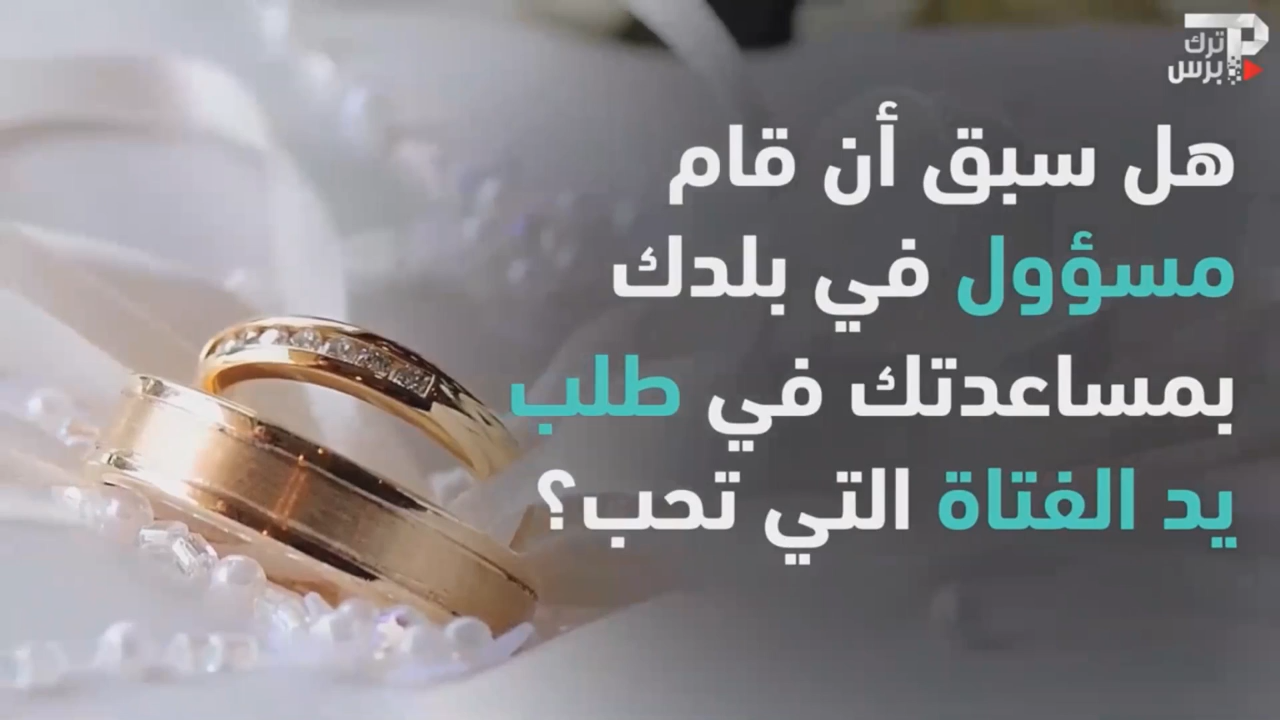 ترك
برس
هل سبق أن قام
مسؤول في بلدك
بمساعدتك في طلب
يد الفتاة التي تحب؟